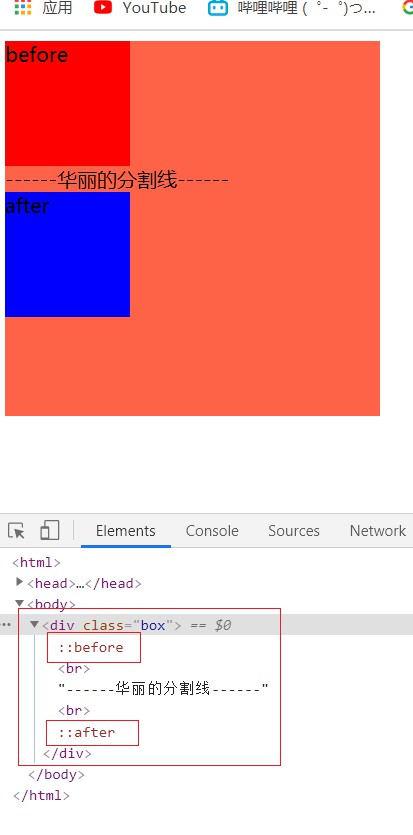 应用 YouTube 哔哩哔哩 ( ゜- ゜)つ...
before
------华丽的分割线------
after
Elements Console Sources Network
<html>
<head>…</head>
<body>
<div class="box"> == $0
::before
<br>
"------华丽的分割线------"
<br>
::after
</div>
</body>
</html>